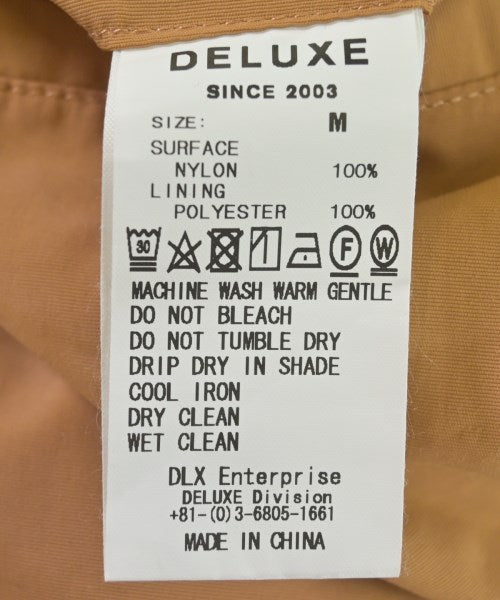 DELUXE
SINCE 2003
SIZE: M
SURFACE
NYLON 100%
LINING
POLYESTER 100%
30 F W
MACHINE WASH WARM GENTLE
DO NOT BLEACH
DO NOT TUMBLE DRY
DRIP DRY IN SHADE
COOL IRON
DRY CLEAN
WET CLEAN
DLX Enterprise
DELUXE Division
+81-(0)3-6805-1661
MADE IN CHINA